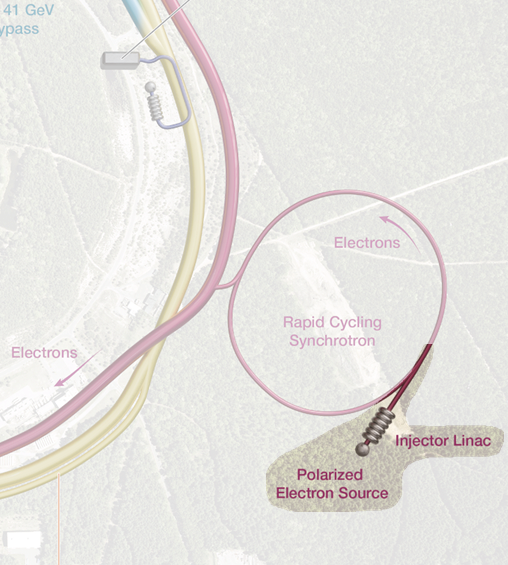 41 GeV
ypass
Electrons
Rapid Cycling
Synchrotron
Electrons
Injector Linac
Polarized
Electron Source